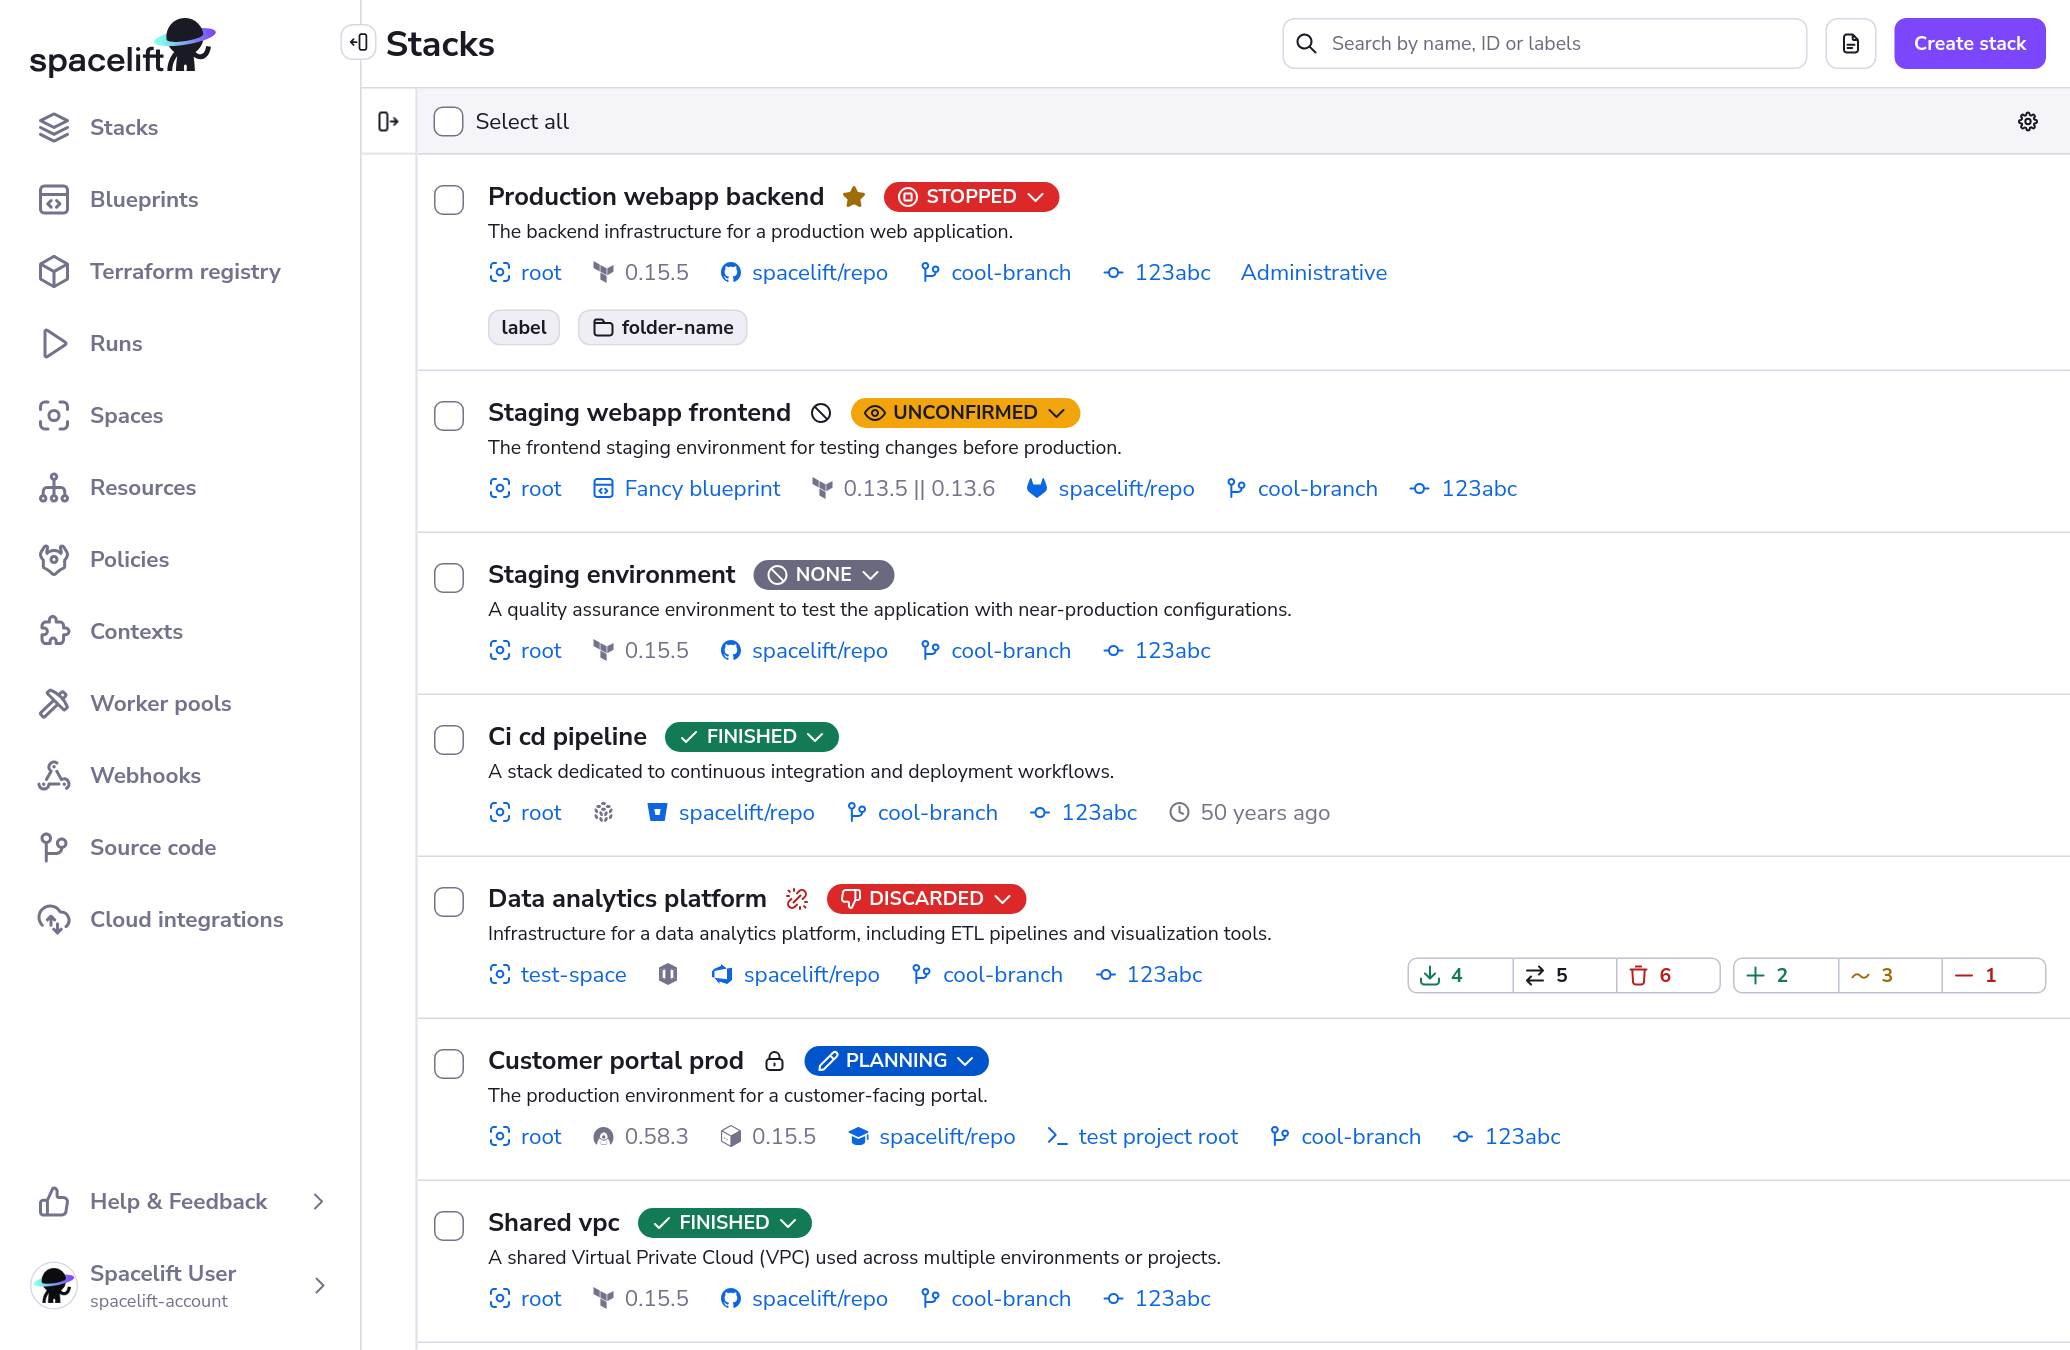 spacelift
Stacks
Search by name, ID or labels
Create stack
Stacks
Blueprints
Terraform registry
Runs
Spaces
Resources
Policies
Contexts
Worker pools
Webhooks
Source code
Cloud integrations
Help & Feedback
Spacelift User
spacelift-account
Select all
Production webapp backend STOPPED
The backend infrastructure for a production web application.
root 0.15.5 spacelift/repo cool-branch 123abc Administrative
label folder-name
Staging webapp frontend UNCONFIRMED
The frontend staging environment for testing changes before production.
root Fancy blueprint 0.13.5 || 0.13.6 spacelift/repo cool-branch 123abc
Staging environment NONE
A quality assurance environment to test the application with near-production configurations.
root 0.15.5 spacelift/repo cool-branch 123abc
Ci cd pipeline FINISHED
A stack dedicated to continuous integration and deployment workflows.
root spacelift/repo cool-branch 123abc 50 years ago
Data analytics platform DISCARDED
Infrastructure for a data analytics platform, including ETL pipelines and visualization tools.
test-space spacelift/repo cool-branch 123abc 4 5 6 2 3 1
Customer portal prod PLANNING
The production environment for a customer-facing portal.
root 0.58.3 0.15.5 spacelift/repo test project root cool-branch 123abc
Shared vpc FINISHED
A shared Virtual Private Cloud (VPC) used across multiple environments or projects.
root 0.15.5 spacelift/repo cool-branch 123abc